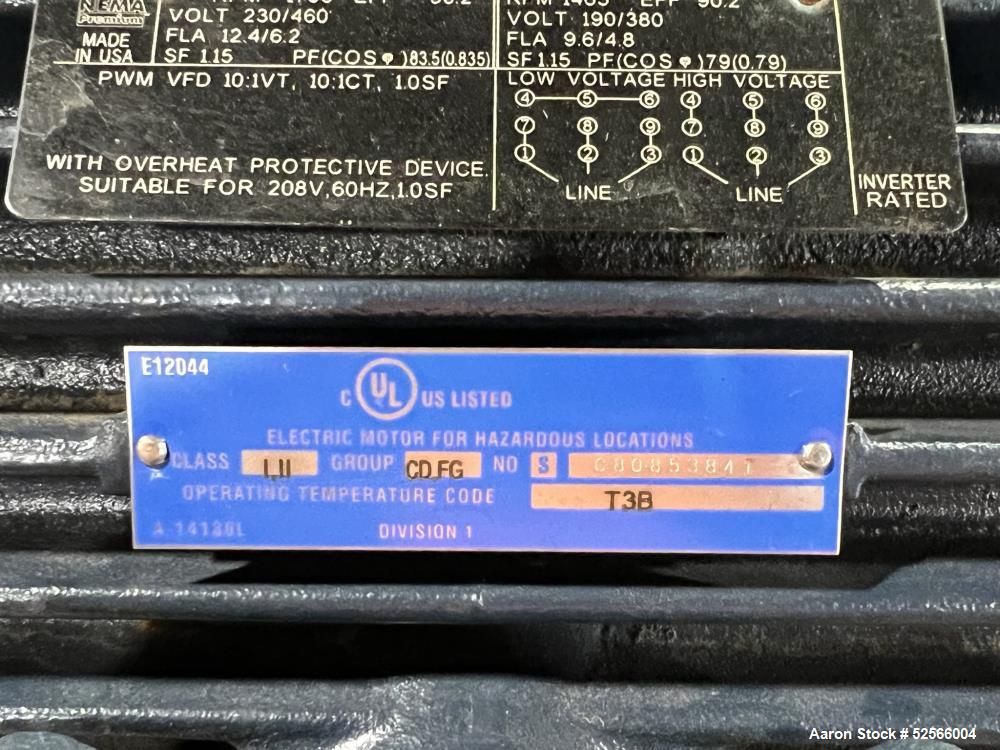 NEMA
Premium
MADE
IN USA
VOLT 230/460
FLA 12.4/6.2
SF 1.15 PF(COS φ)83.5(0.835)
VOLT 190/380
FLA 9.6/4.8
SF 1.15 PF(COS φ)79(0.79)
PWM VFD 10:1VT, 10:1CT, 1.0SF
LOW VOLTAGE HIGH VOLTAGE
④ ⑤ ⑥ ④ ⑤ ⑥
⑦ ⑧ ⑨ ⑦ ⑧ ⑨
① ② ③ ① ② ③
LINE LINE
WITH OVERHEAT PROTECTIVE DEVICE.
SUITABLE FOR 208V,60HZ,1.0SF
INVERTER
RATED
E12044
C UL US LISTED
ELECTRIC MOTOR FOR HAZARDOUS LOCATIONS
CLASS I,II GROUP CD,FG NO S C80853841
OPERATING TEMPERATURE CODE T3B
DIVISION 1
Aaron Stock # 52566004